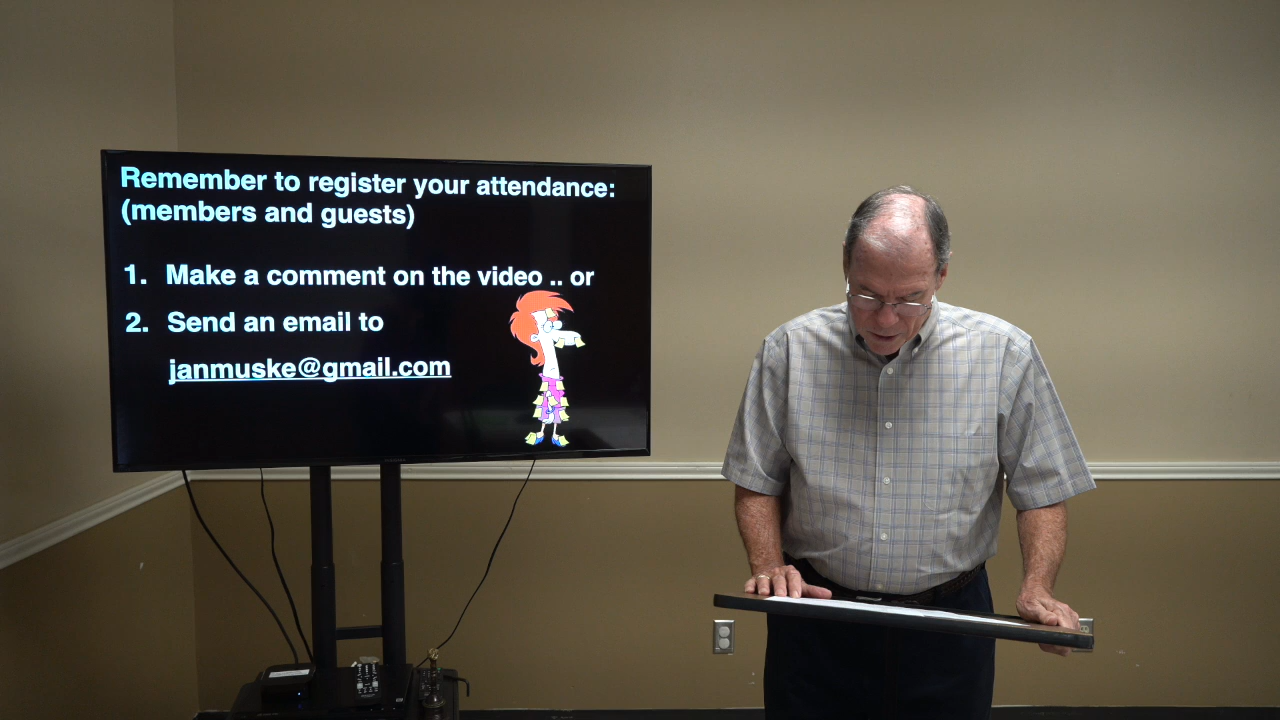 Remember to register your attendance:
(members and guests)
1. Make a comment on the video .. or
2. Send an email to
janmuske@gmail.com